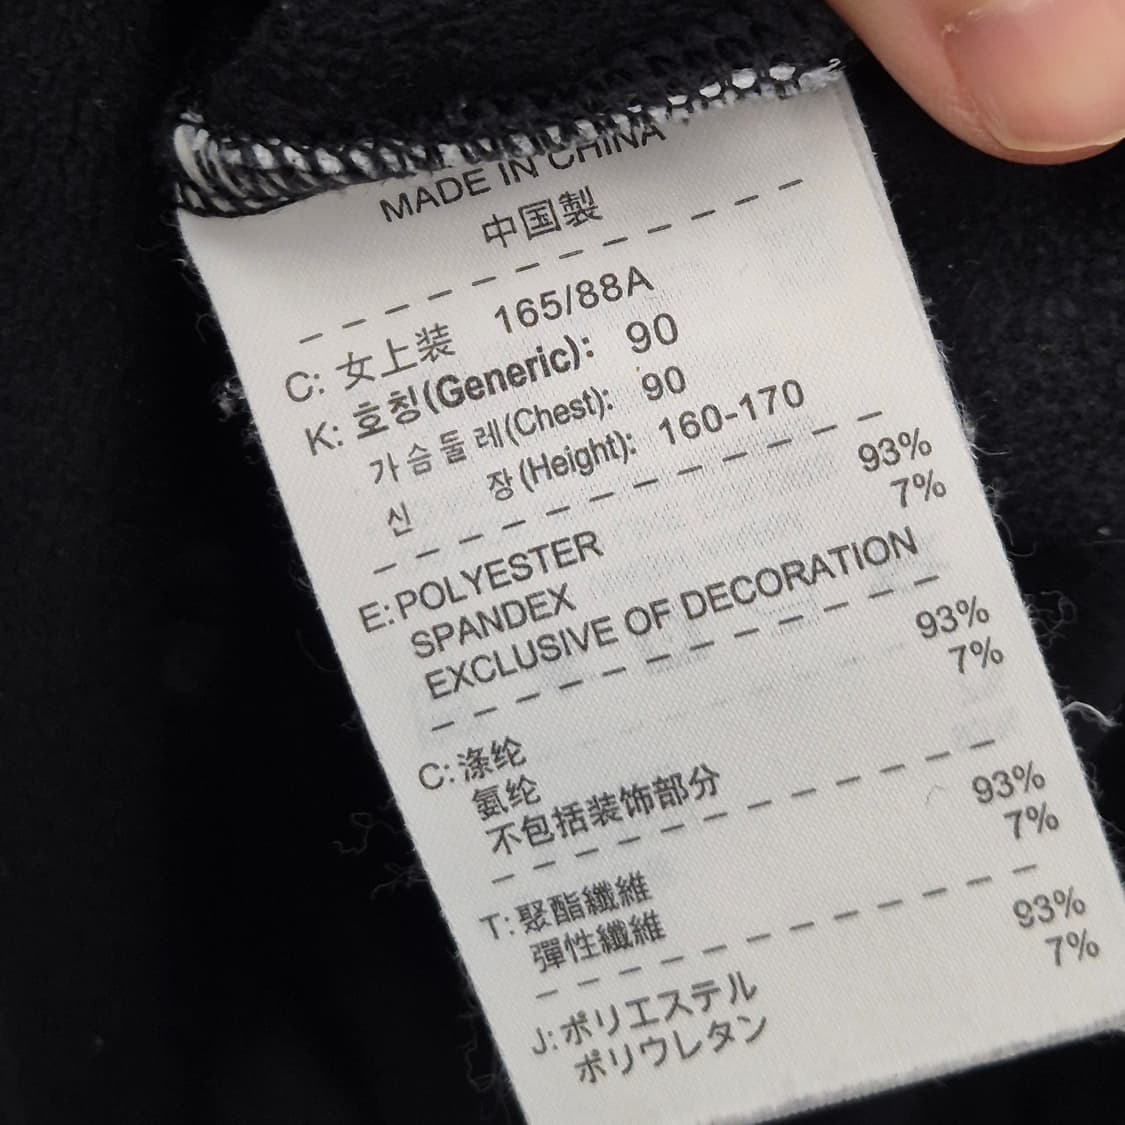 MADE IN CHINA
中国製
C: 女上装 165/88A
K: 호칭(Generic): 90
가슴둘레(Chest): 90
신 장(Height): 160-170
E: POLYESTER 93%
SPANDEX 7%
EXCLUSIVE OF DECORATION
C: 涤纶 93%
氨纶 7%
不包括装饰部分
T: 聚酯纖維 93%
彈性纖維 7%
J: ポリエステル 93%
ポリウレタン 7%